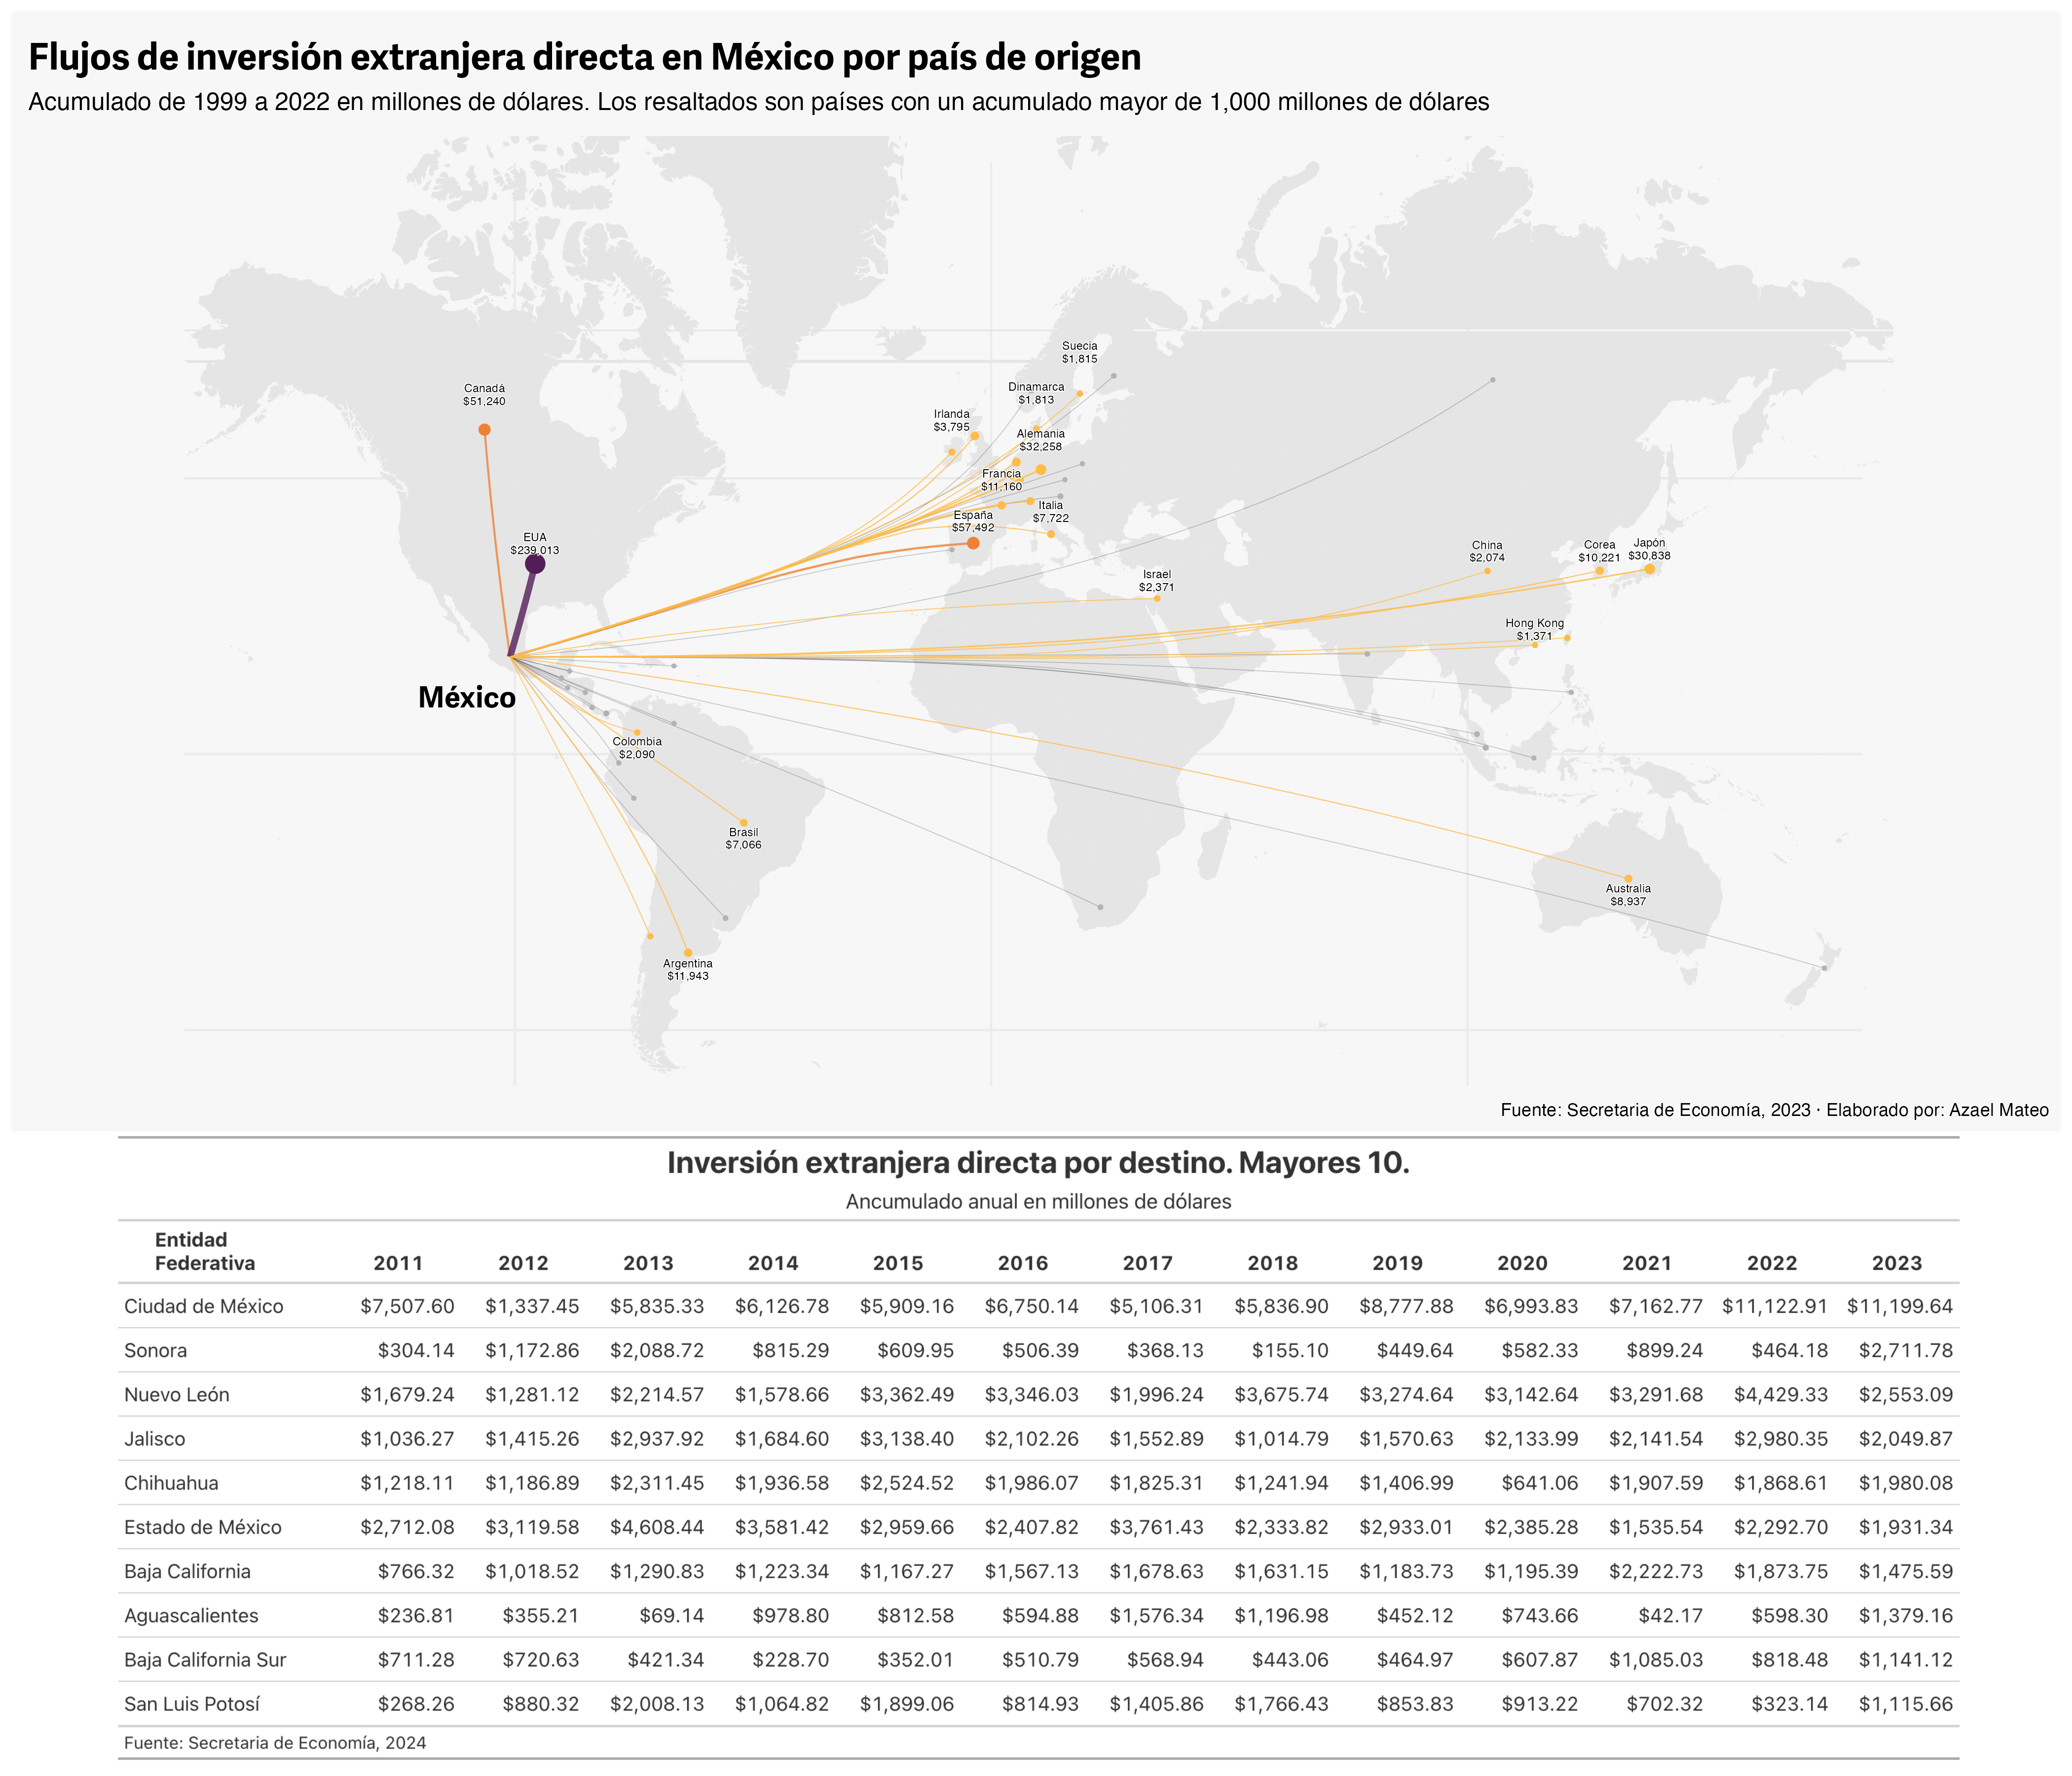 Flujos de inversión extranjera directa en México por país de origen
Acumulado de 1999 a 2022 en millones de dólares. Los resaltados son países con un acumulado mayor de 1,000 millones de dólares
Suecia
$1,815
Canadá
$51,240
Dinamarca
$1,813
Irlanda
$3,795
Alemania
$32,258
Francia
$11,160
España
$57,492
Italia
$7,722
EUA
$239,013
China
$2,074
Corea
$10,221
Japón
$30,838
Israel
$2,371
Hong Kong
$1,371
México
Colombia
$2,090
Brasil
$7,066
Australia
$8,937
Argentina
$11,943
Fuente: Secretaria de Economía, 2023 · Elaborado por: Azael Mateo
Inversión extranjera directa por destino. Mayores 10.
Ancumulado anual en millones de dólares
Entidad
Federativa 2011 2012 2013 2014 2015 2016 2017 2018 2019 2020 2021 2022 2023
Ciudad de México $7,507.60 $1,337.45 $5,835.33 $6,126.78 $5,909.16 $6,750.14 $5,106.31 $5,836.90 $8,777.88 $6,993.83 $7,162.77 $11,122.91 $11,199.64
Sonora $304.14 $1,172.86 $2,088.72 $815.29 $609.95 $506.39 $368.13 $155.10 $449.64 $582.33 $899.24 $464.18 $2,711.78
Nuevo León $1,679.24 $1,281.12 $2,214.57 $1,578.66 $3,362.49 $3,346.03 $1,996.24 $3,675.74 $3,274.64 $3,142.64 $3,291.68 $4,429.33 $2,553.09
Jalisco $1,036.27 $1,415.26 $2,937.92 $1,684.60 $3,138.40 $2,102.26 $1,552.89 $1,014.79 $1,570.63 $2,133.99 $2,141.54 $2,980.35 $2,049.87
Chihuahua $1,218.11 $1,186.89 $2,311.45 $1,936.58 $2,524.52 $1,986.07 $1,825.31 $1,241.94 $1,406.99 $641.06 $1,907.59 $1,868.61 $1,980.08
Estado de México $2,712.08 $3,119.58 $4,608.44 $3,581.42 $2,959.66 $2,407.82 $3,761.43 $2,333.82 $2,933.01 $2,385.28 $1,535.54 $2,292.70 $1,931.34
Baja California $766.32 $1,018.52 $1,290.83 $1,223.34 $1,167.27 $1,567.13 $1,678.63 $1,631.15 $1,183.73 $1,195.39 $2,222.73 $1,873.75 $1,475.59
Aguascalientes $236.81 $355.21 $69.14 $978.80 $812.58 $594.88 $1,576.34 $1,196.98 $452.12 $743.66 $42.17 $598.30 $1,379.16
Baja California Sur $711.28 $720.63 $421.34 $228.70 $352.01 $510.79 $568.94 $443.06 $464.97 $607.87 $1,085.03 $818.48 $1,141.12
San Luis Potosí $268.26 $880.32 $2,008.13 $1,064.82 $1,899.06 $814.93 $1,405.86 $1,766.43 $853.83 $913.22 $702.32 $323.14 $1,115.66
Fuente: Secretaria de Economía, 2024